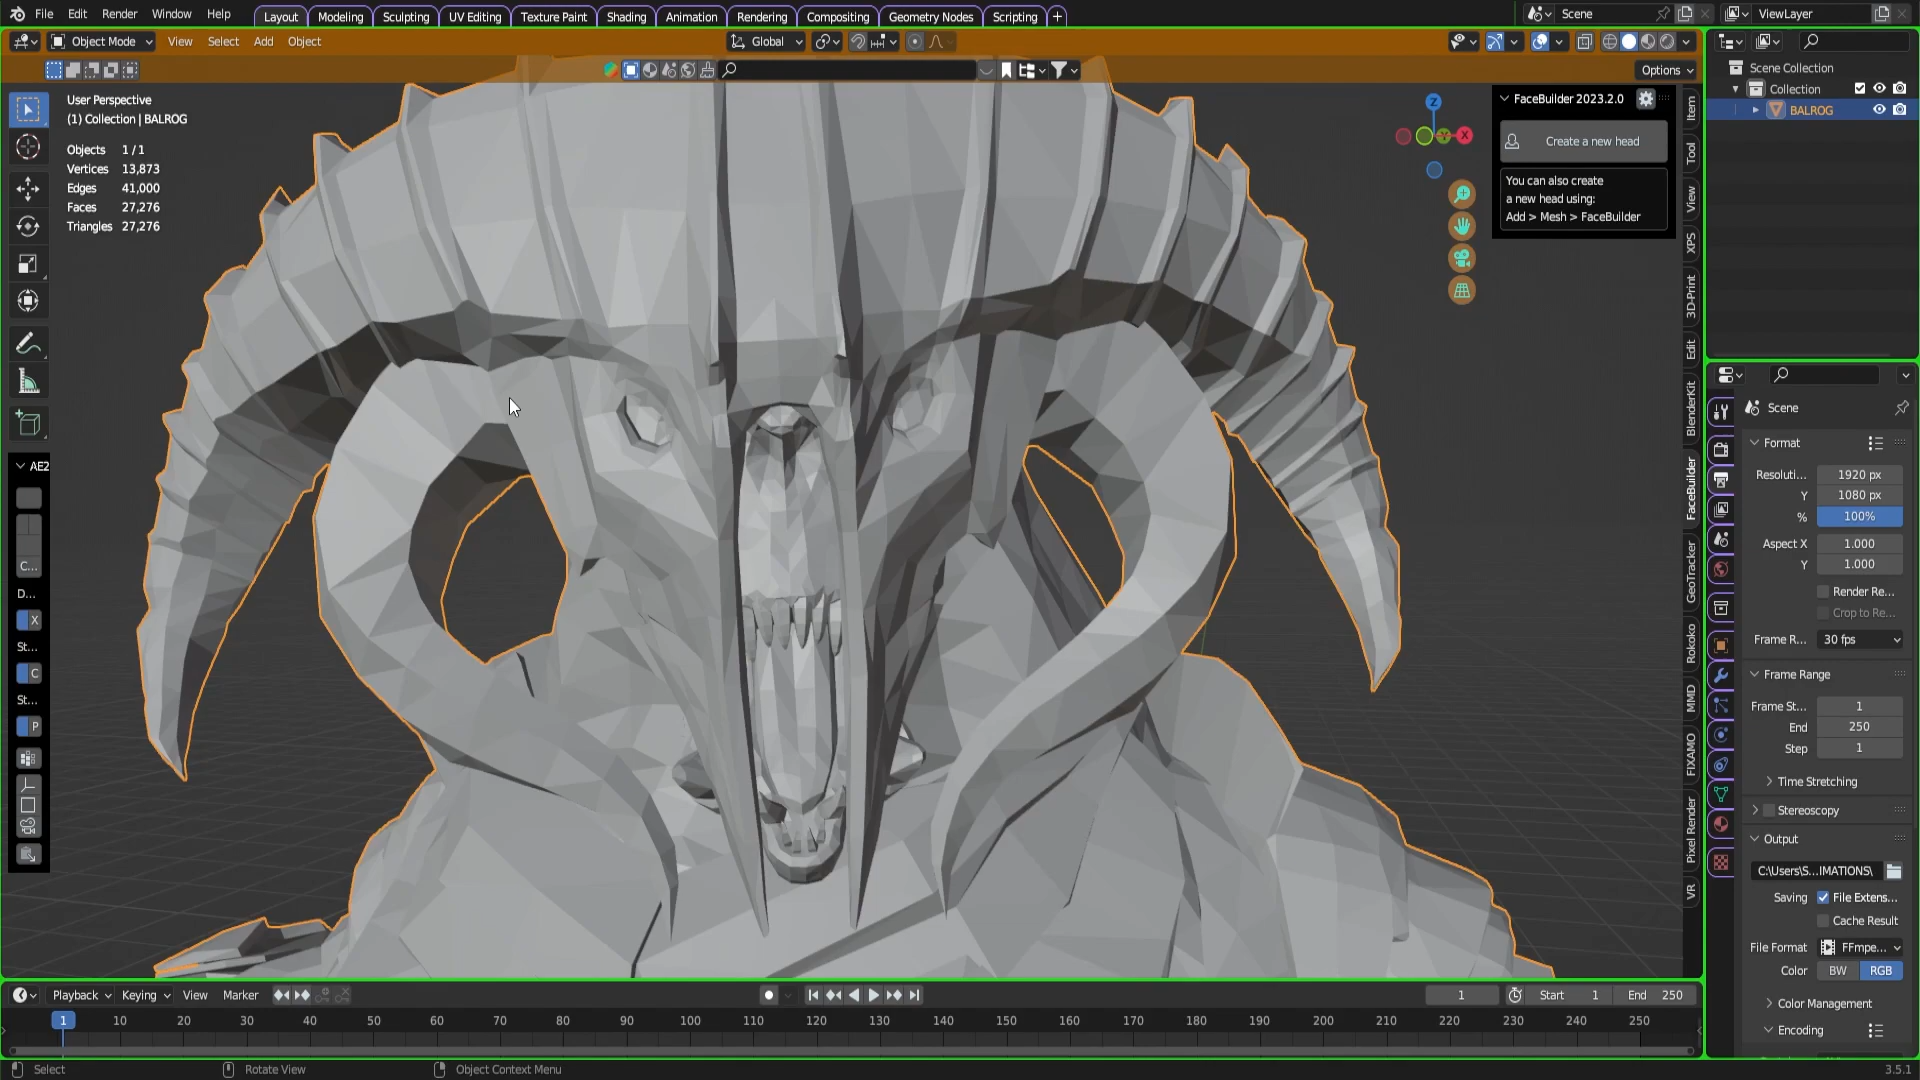 File Edit Render Window Help
Layout Modeling Sculpting UV Editing Texture Paint Shading Animation Rendering Compositing Geometry Nodes Scripting +
Scene
ViewLayer
Object Mode View Select Add Object
Global
Options
User Perspective
(1) Collection | BALROG
Objects 1 / 1
Vertices 13,873
Edges 41,000
Faces 27,276
Triangles 27,276
AE2
C...
D...
X
St...
C
St...
P
Z
X
FaceBuilder 2023.2.0
Create a new head
You can also create
a new head using:
Add > Mesh > FaceBuilder
Item
Tool
View
XPS
3D-Print
Edit
BlenderKit
FaceBuilder
GeoTracker
Rokoko
MMD
FIXAMO
Pixel Render
VR
Scene Collection
Collection
BALROG
Scene
Format
Resoluti... 1920 px
Y 1080 px
% 100%
Aspect X 1.000
Y 1.000
Render Re...
Crop to Re...
Frame R... 30 fps
Frame Range
Frame St... 1
End 250
Step 1
Time Stretching
Stereoscopy
Output
C:\Users\S...IMATIONS\
Saving File Extens...
Cache Result
File Format FFmpe...
Color BW RGB
Color Management
Encoding
Playback Keying View Marker
1
Start 1
End 250
1 10 20 30 40 50 60 70 80 90 100 110 120 130 140 150 160 170 180 190 200 210 220 230 240 250
Select Rotate View Object Context Menu
3.5.1